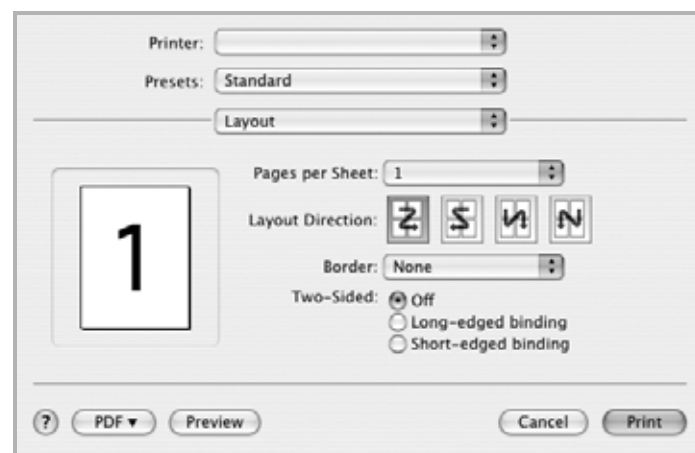 Printer:
Presets: Standard
Layout
Pages per Sheet: 1
1
Layout Direction:
Border: None
Two-Sided: Off
Long-edged binding
Short-edged binding
? PDF▼ Preview Cancel Print